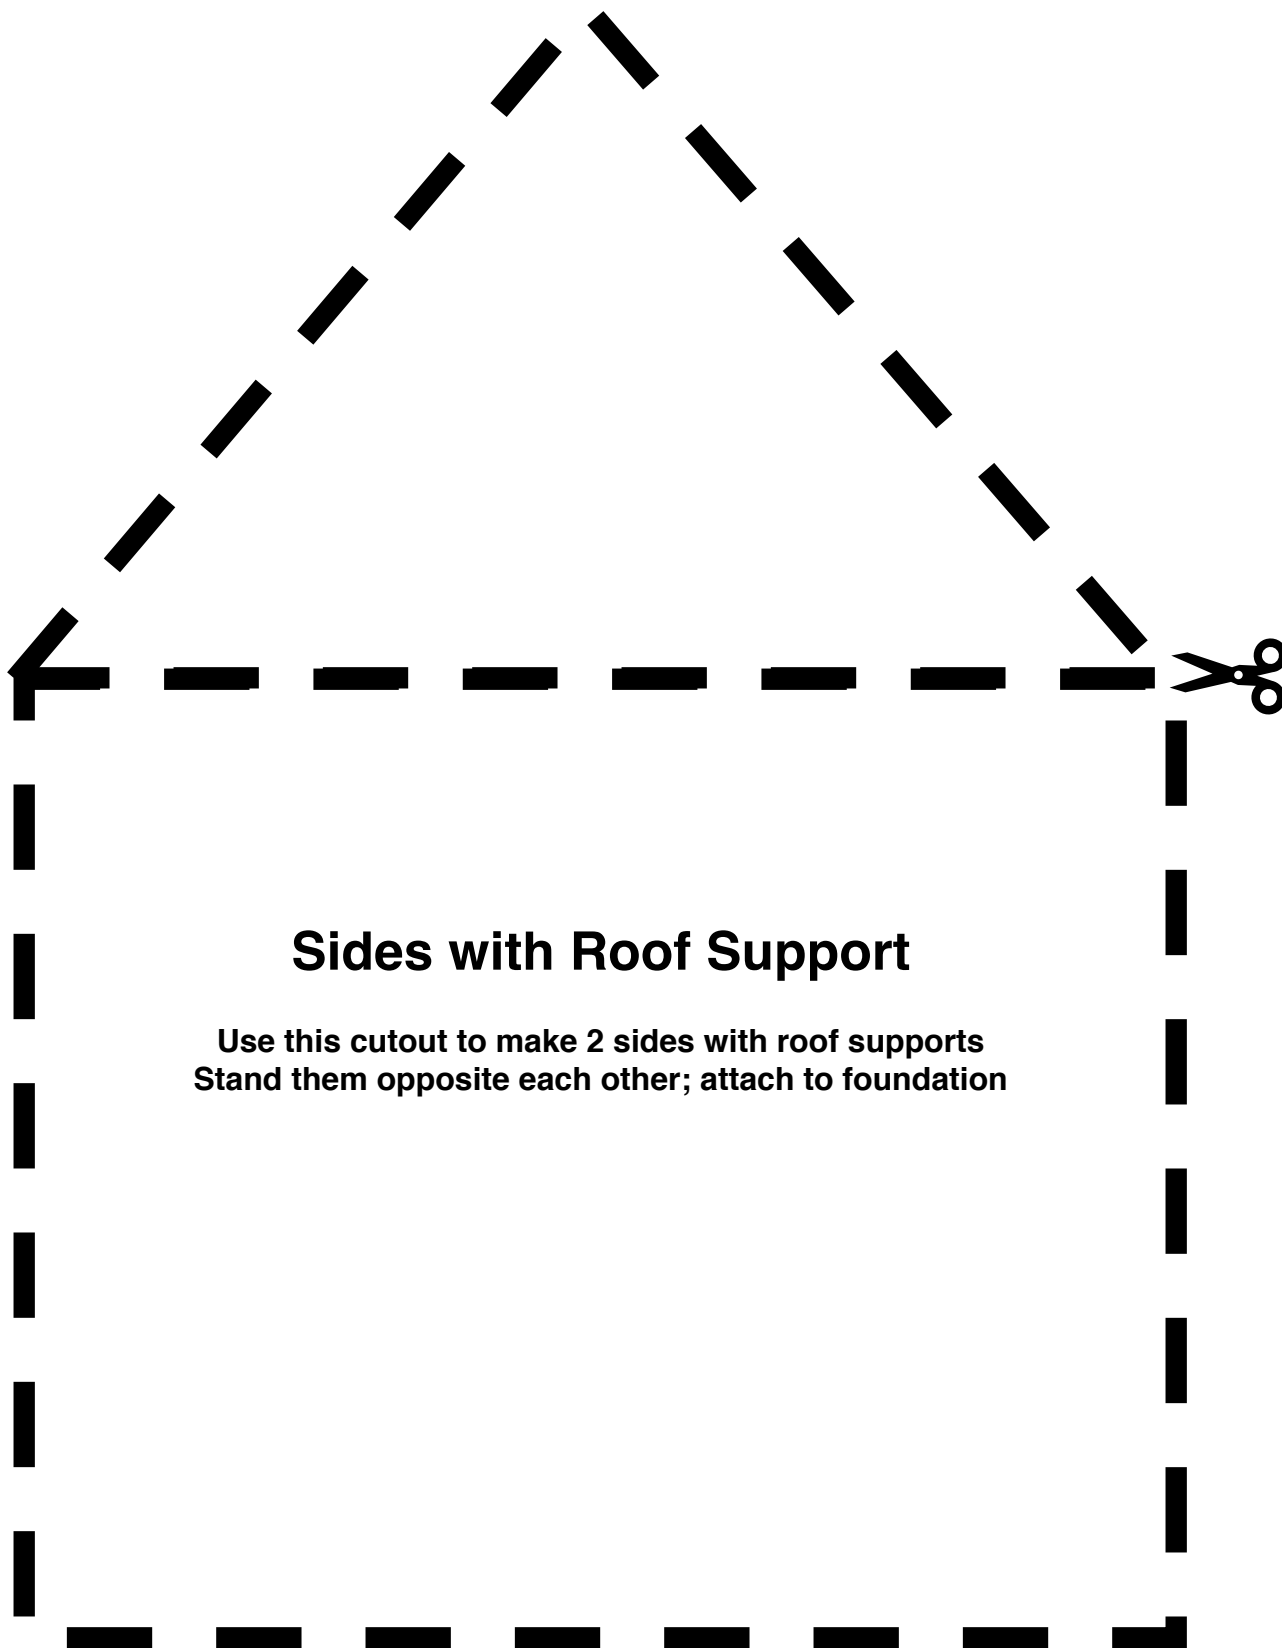 Sides with Roof Support
Use this cutout to make 2 sides with roof supports
Stand them opposite each other; attach to foundation